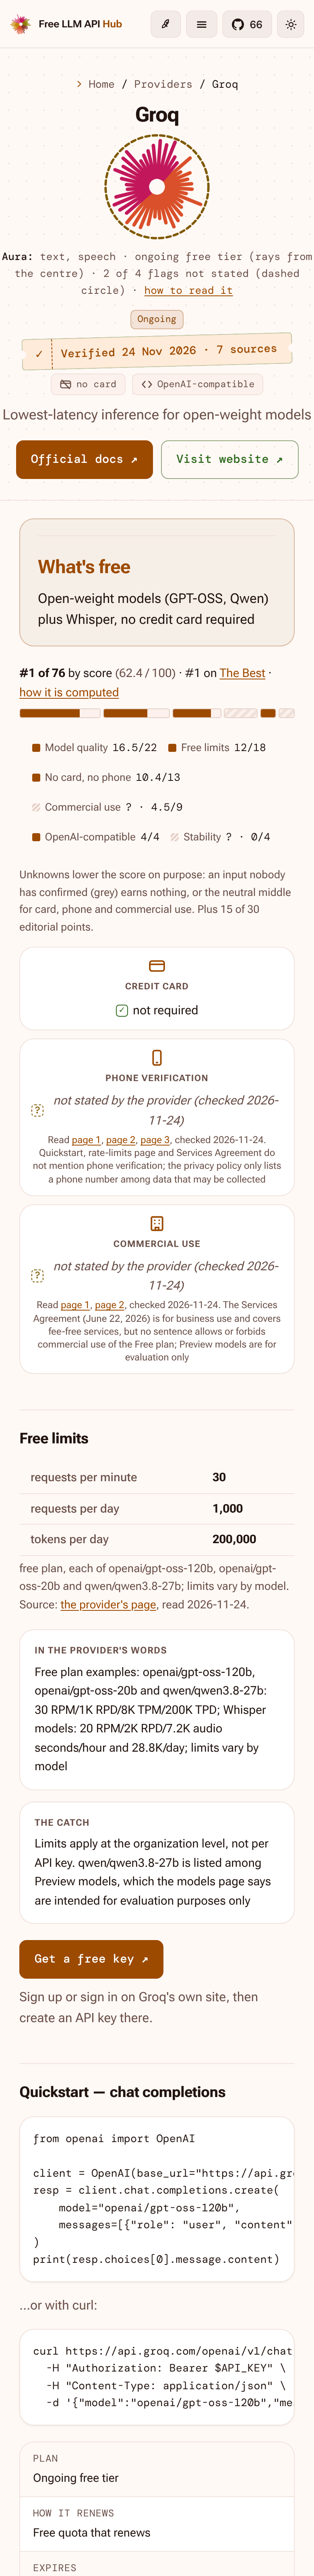 Free LLM API Hub
66
> Home / Providers / Groq
Groq
Aura: text, speech · ongoing free tier (rays from
the centre) · 2 of 4 flags not stated (dashed
circle) · how to read it
Ongoing
✓ Verified 24 Nov 2026 · 7 sources
no card
OpenAI-compatible
Lowest-latency inference for open-weight models
Official docs ↗
Visit website ↗
What's free
Open-weight models (GPT-OSS, Qwen)
plus Whisper, no credit card required
#1 of 76 by score (62.4 / 100) · #1 on The Best ·
how it is computed
Model quality 16.5/22
Free limits 12/18
No card, no phone 10.4/13
Commercial use ? · 4.5/9
OpenAI-compatible 4/4
Stability ? · 0/4
Unknowns lower the score on purpose: an input nobody
has confirmed (grey) earns nothing, or the neutral middle
for card, phone and commercial use. Plus 15 of 30
editorial points.
CREDIT CARD
✓ not required
PHONE VERIFICATION
? not stated by the provider (checked 2026-
11-24)
Read page 1, page 2, page 3, checked 2026-11-24.
Quickstart, rate-limits page and Services Agreement do
not mention phone verification; the privacy policy only lists
a phone number among data that may be collected
COMMERCIAL USE
? not stated by the provider (checked 2026-
11-24)
Read page 1, page 2, checked 2026-11-24. The Services
Agreement (June 22, 2026) is for business use and covers
fee-free services, but no sentence allows or forbids
commercial use of the Free plan; Preview models are for
evaluation only
Free limits
requests per minute 30
requests per day 1,000
tokens per day 200,000
free plan, each of openai/gpt-oss-120b, openai/gpt-
oss-20b and qwen/qwen3.8-27b; limits vary by model.
Source: the provider's page, read 2026-11-24.
IN THE PROVIDER'S WORDS
Free plan examples: openai/gpt-oss-120b,
openai/gpt-oss-20b and qwen/qwen3.8-27b:
30 RPM/1K RPD/8K TPM/200K TPD; Whisper
models: 20 RPM/2K RPD/7.2K audio
seconds/hour and 28.8K/day; limits vary by
model
THE CATCH
Limits apply at the organization level, not per
API key. qwen/qwen3.8-27b is listed among
Preview models, which the models page says
are intended for evaluation purposes only
Get a free key ↗
Sign up or sign in on Groq's own site, then
create an API key there.
Quickstart — chat completions
from openai import OpenAI
client = OpenAI(base_url="https://api.gr
resp = client.chat.completions.create(
model="openai/gpt-oss-120b",
messages=[{"role": "user", "content"
)
print(resp.choices[0].message.content)
…or with curl:
curl https://api.groq.com/openai/v1/chat
-H "Authorization: Bearer $API_KEY" \
-H "Content-Type: application/json" \
-d '{"model":"openai/gpt-oss-120b","me
PLAN
Ongoing free tier
HOW IT RENEWS
Free quota that renews
EXPIRES